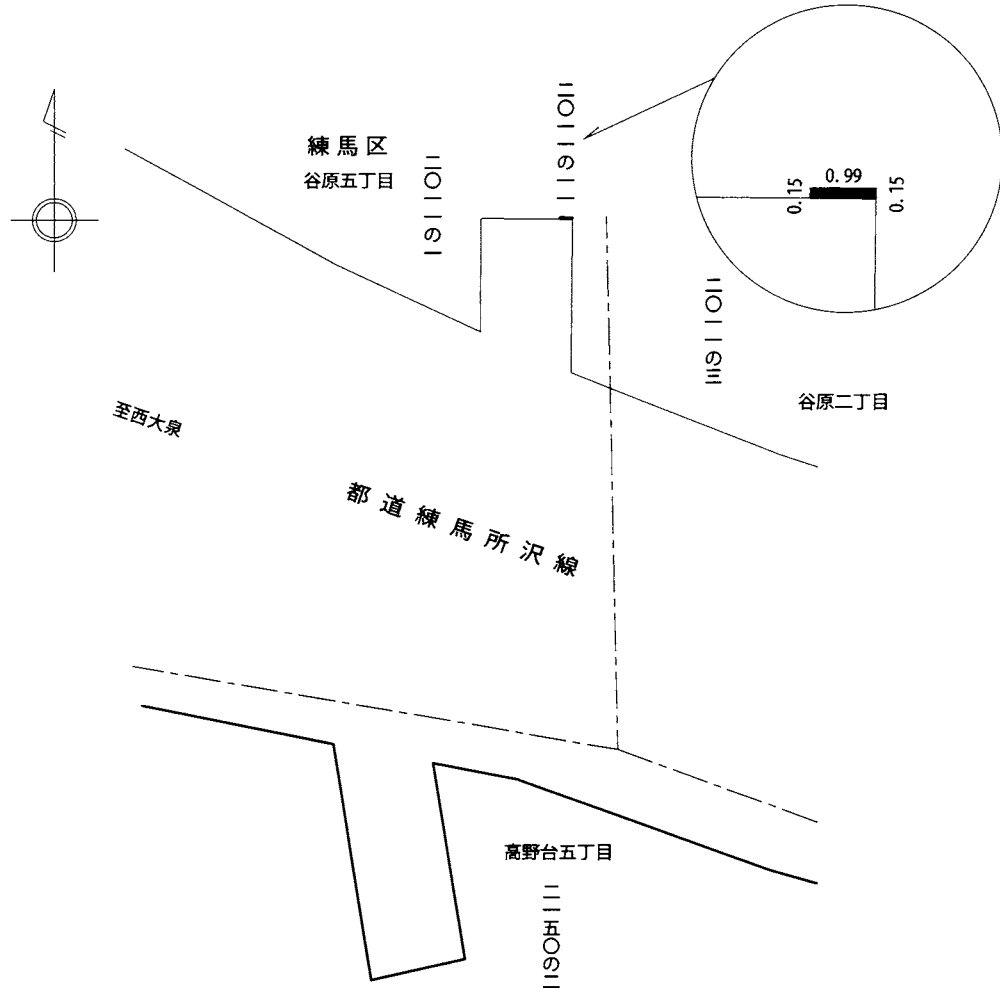 練馬区
谷原五丁目
二〇一一の一
二〇一一の一一
0.15
0.99
0.15
二〇一一の三
谷原二丁目
至西大泉
都道練馬所沢線
高野台五丁目
二一五〇の二